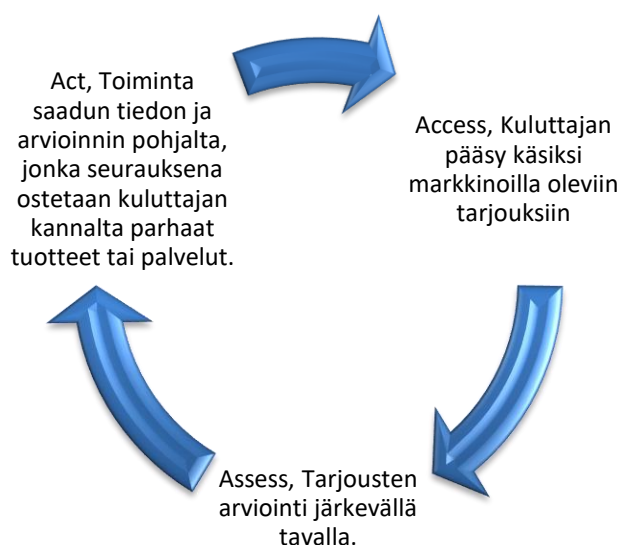 Act, Toiminta
saadun tiedon ja
arvioinnin pohjalta,
jonka seurauksena
ostetaan kuluttajan
kannalta parhaat
tuotteet tai palvelut.
Access, Kuluttajan
pääsy käsiksi
markkinoilla oleviin
tarjouksiin
Assess, Tarjousten
arviointi järkevällä
tavalla.